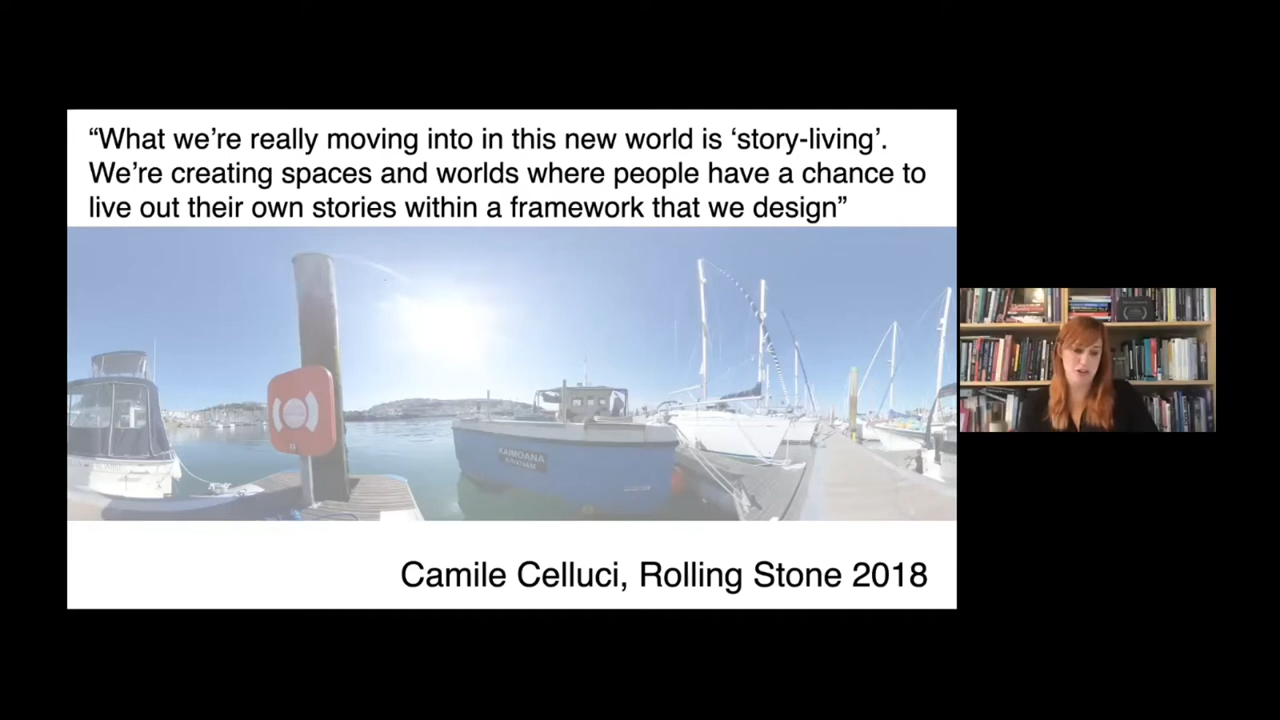 “What we’re really moving into in this new world is ‘story-living’.
We’re creating spaces and worlds where people have a chance to
live out their own stories within a framework that we design”
KAIMOANA
Camile Celluci, Rolling Stone 2018